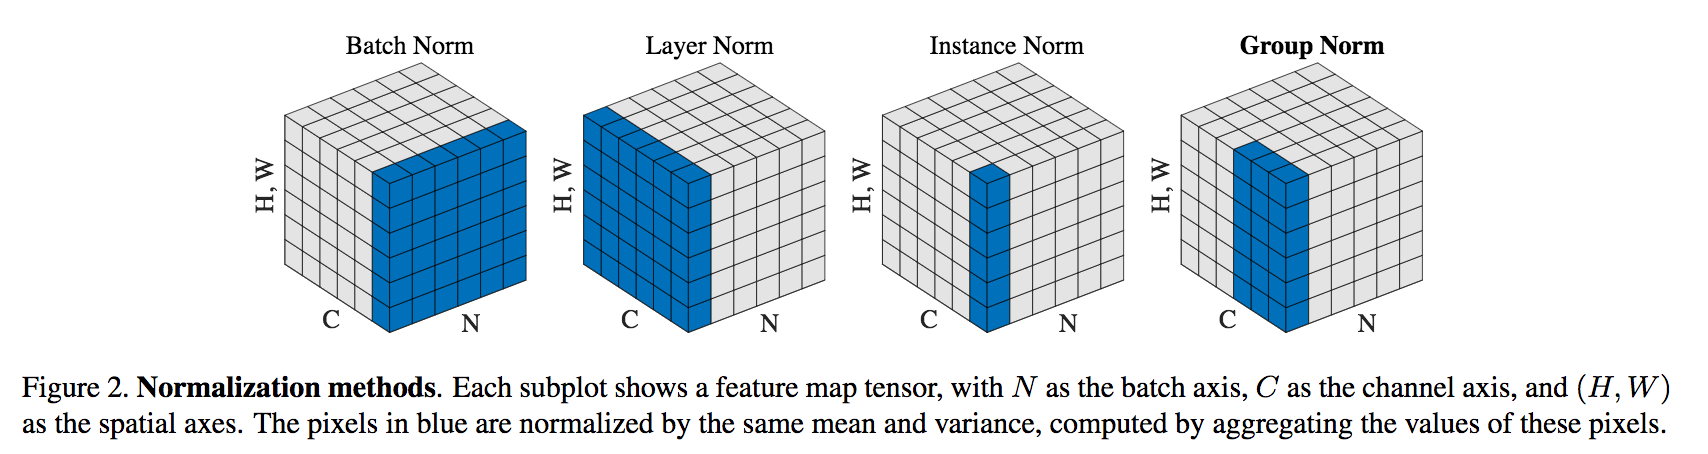 Batch Norm
Layer Norm
Instance Norm
Group Norm
H, W
C
N
H, W
C
N
H, W
C
N
H, W
C
N
Figure 2. Normalization methods. Each subplot shows a feature map tensor, with N as the batch axis, C as the channel axis, and (H, W)
as the spatial axes. The pixels in blue are normalized by the same mean and variance, computed by aggregating the values of these pixels.